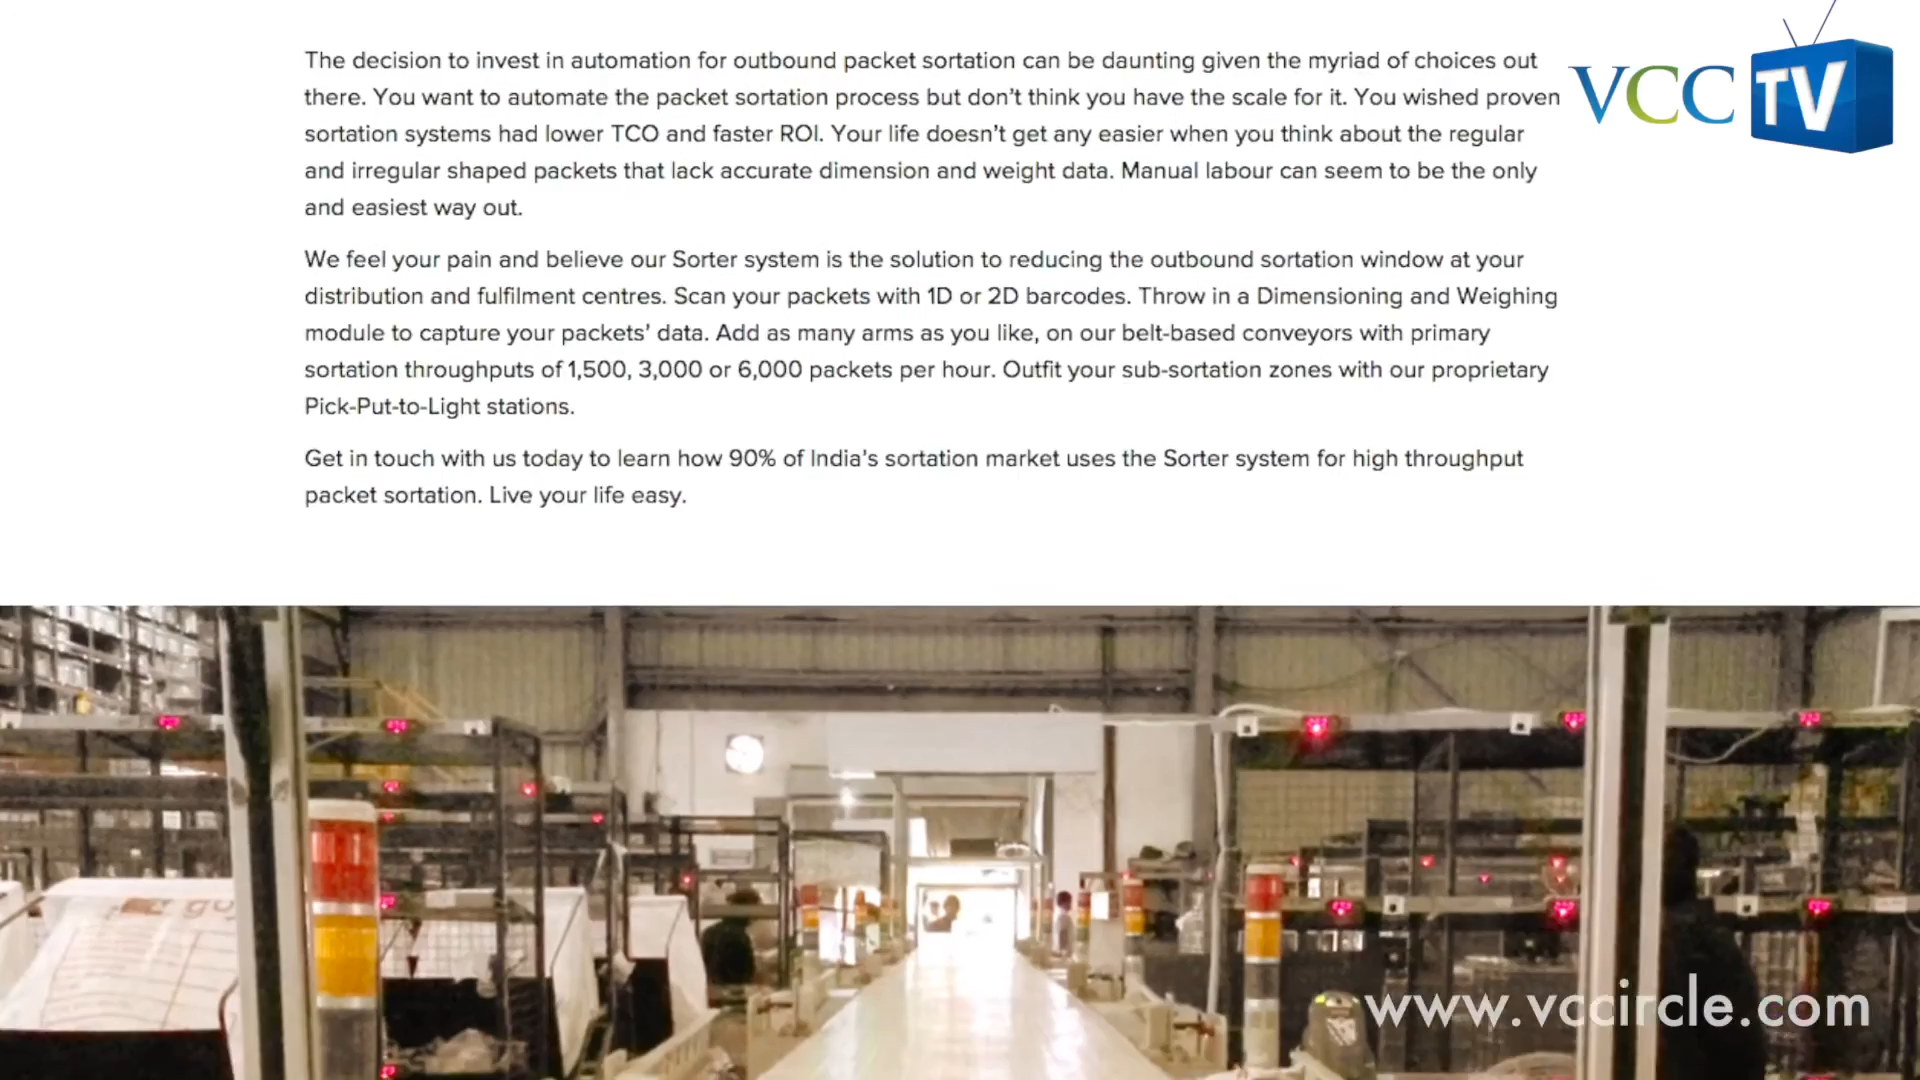 The decision to invest in automation for outbound packet sortation can be daunting given the myriad of choices out
there. You want to automate the packet sortation process but don't think you have the scale for it. You wished proven
sortation systems had lower TCO and faster ROI. Your life doesn't get any easier when you think about the regular
and irregular shaped packets that lack accurate dimension and weight data. Manual labour can seem to be the only
and easiest way out.
We feel your pain and believe our Sorter system is the solution to reducing the outbound sortation window at your
distribution and fulfilment centres. Scan your packets with 1D or 2D barcodes. Throw in a Dimensioning and Weighing
module to capture your packets' data. Add as many arms as you like, on our belt-based conveyors with primary
sortation throughputs of 1,500, 3,000 or 6,000 packets per hour. Outfit your sub-sortation zones with our proprietary
Pick-Put-to-Light stations.
Get in touch with us today to learn how 90% of India's sortation market uses the Sorter system for high throughput
packet sortation. Live your life easy.
VCC TV
www.vccircle.com